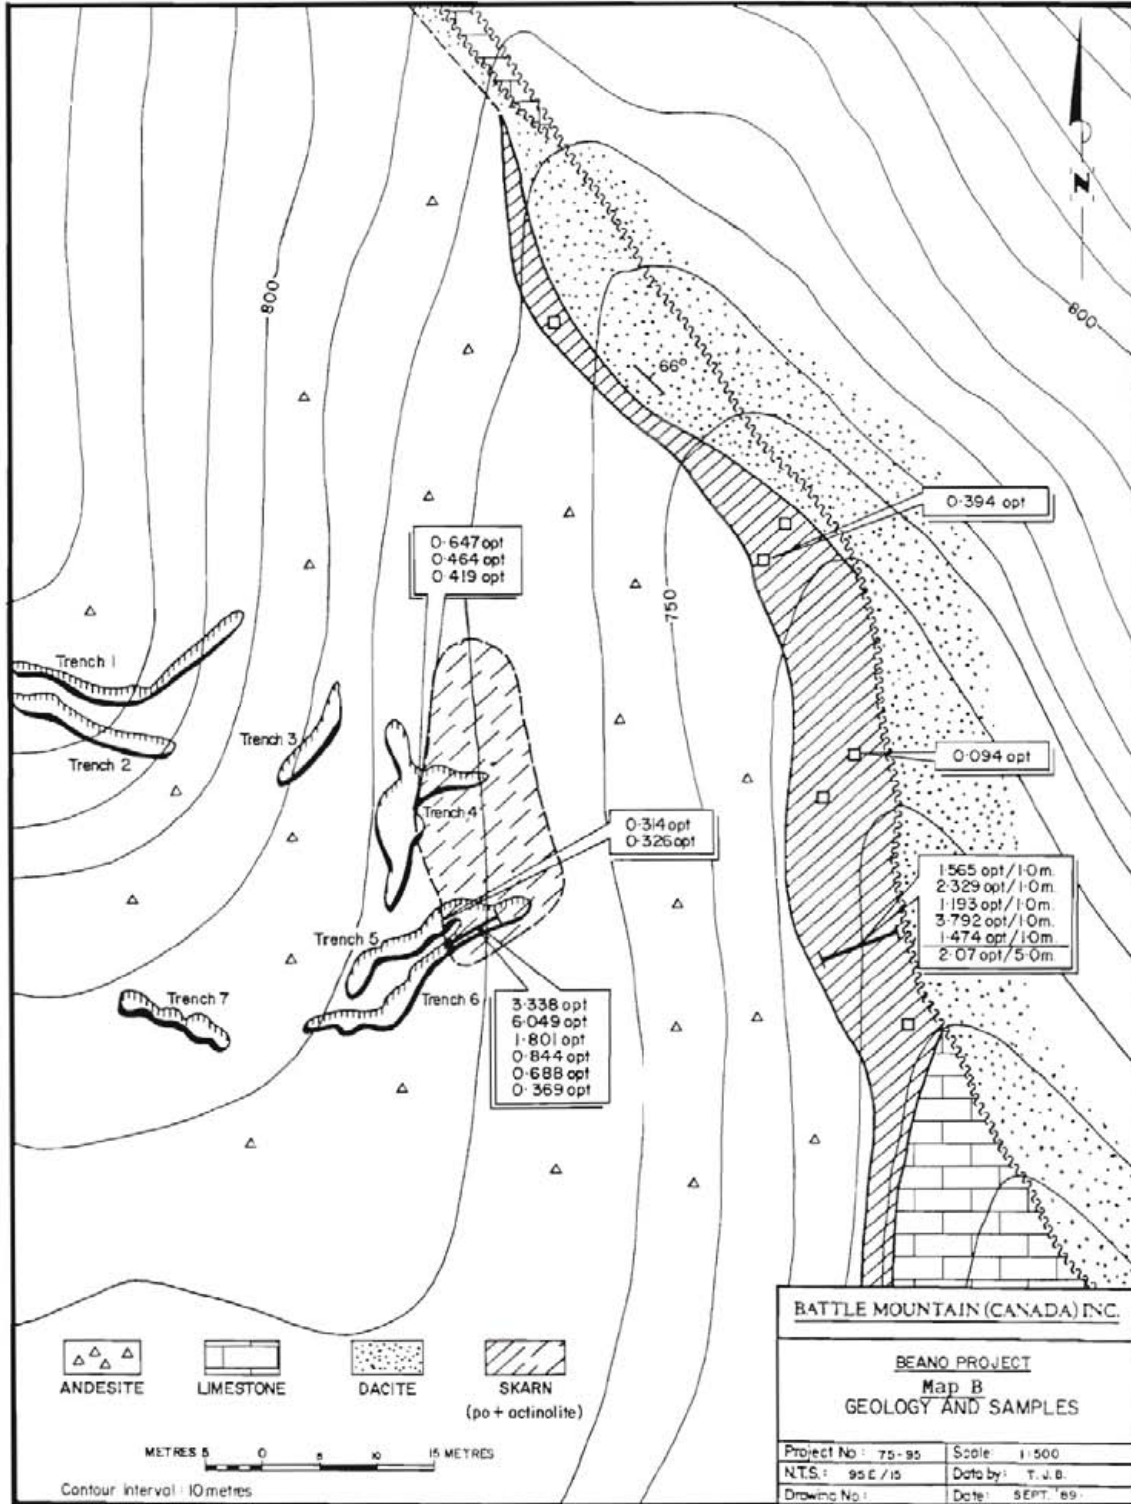 N
800
800
66°
0.394 opt
0.647 opt
0.464 opt
0.419 opt
750
Trench 1
Trench 2
Trench 3
0.094 opt
Trench 4
0.314 opt
0.326 opt
1.565 opt/1.0m.
2.329 opt/1.0m.
1.193 opt/1.0m.
3.792 opt/1.0m.
1.474 opt/1.0m.
2.07 opt/5.0m.
Trench 5
Trench 6
Trench 7
3.338 opt
6.049 opt
1.801 opt
0.844 opt
0.688 opt
0.369 opt
ANDESITE
LIMESTONE
DACITE
SKARN
(po + actinolite)
METRES 5 0 5 10 15 METRES
Contour Interval : 10 metres
BATTLE MOUNTAIN (CANADA) INC.
BEANO PROJECT
Map B
GEOLOGY AND SAMPLES
Project No : 75-95 Scale: 1:500
N.T.S. : 95E/15 Data by: T.J.B.
Drawing No : Date: SEPT. '89